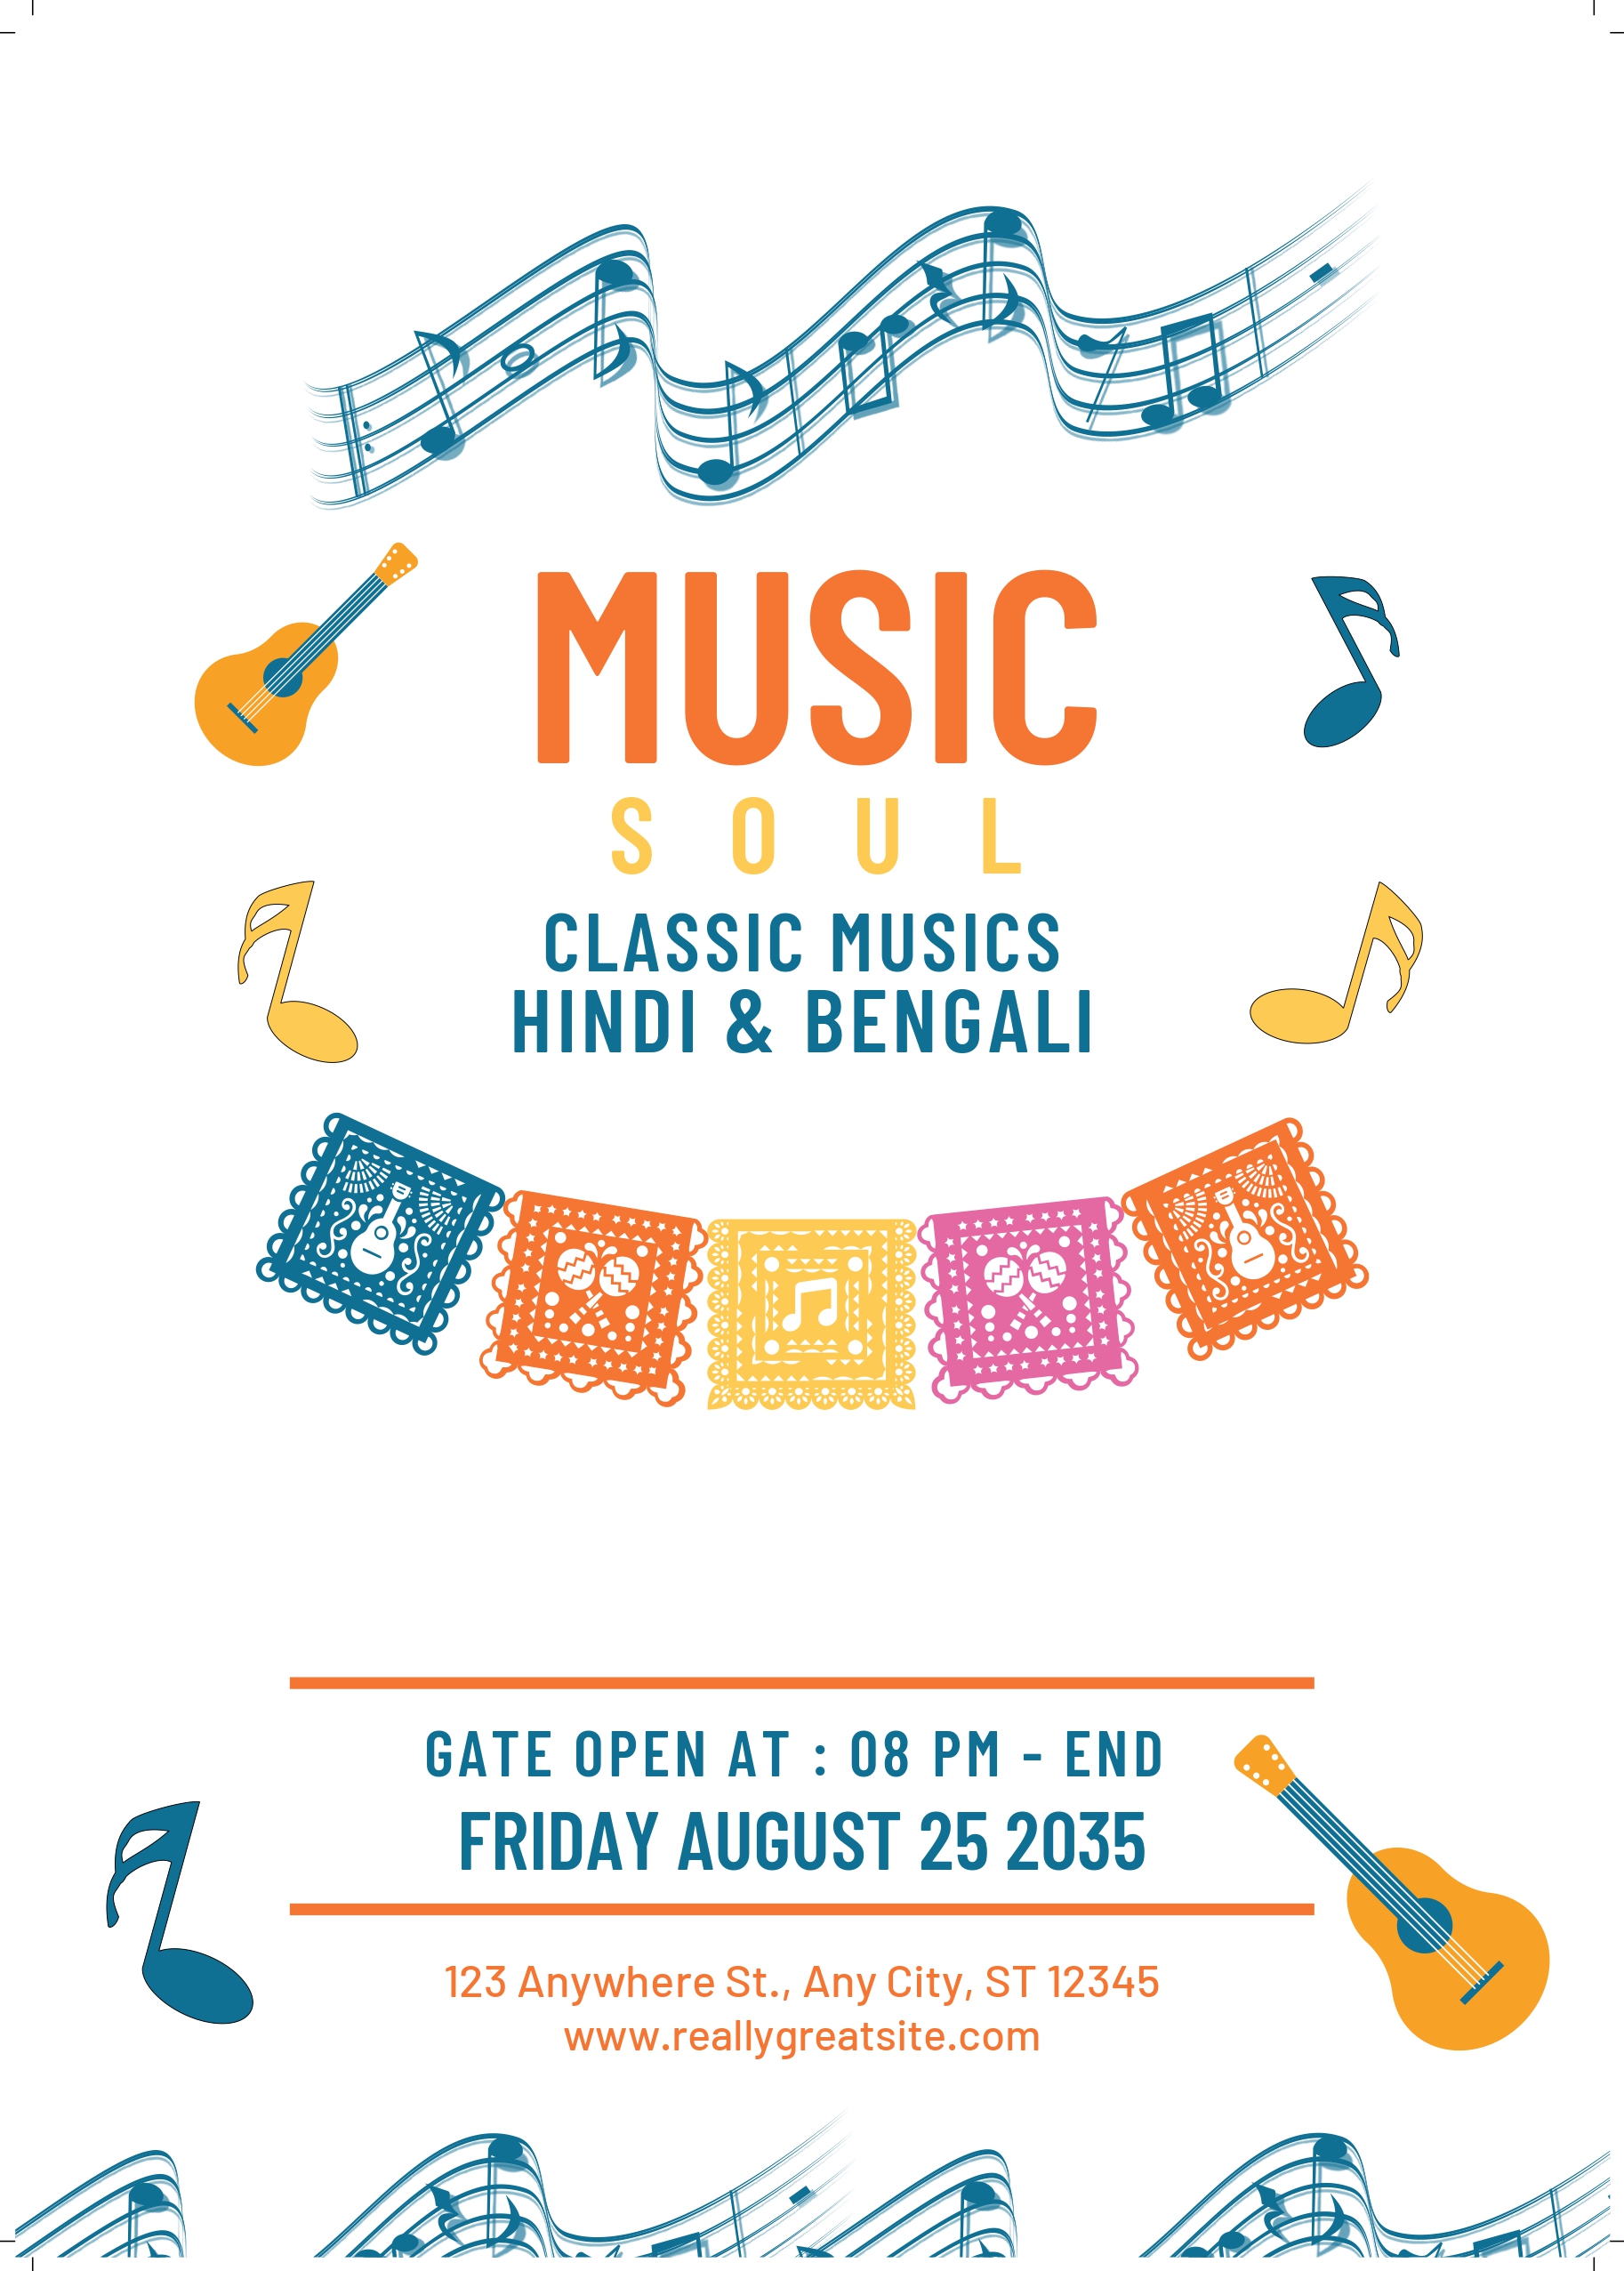 MUSIC
SOUL
CLASSIC MUSICS
HINDI & BENGALI
GATE OPEN AT : 08 PM - END
FRIDAY AUGUST 25 2035
123 Anywhere St., Any City, ST 12345
www.reallygreatsite.com